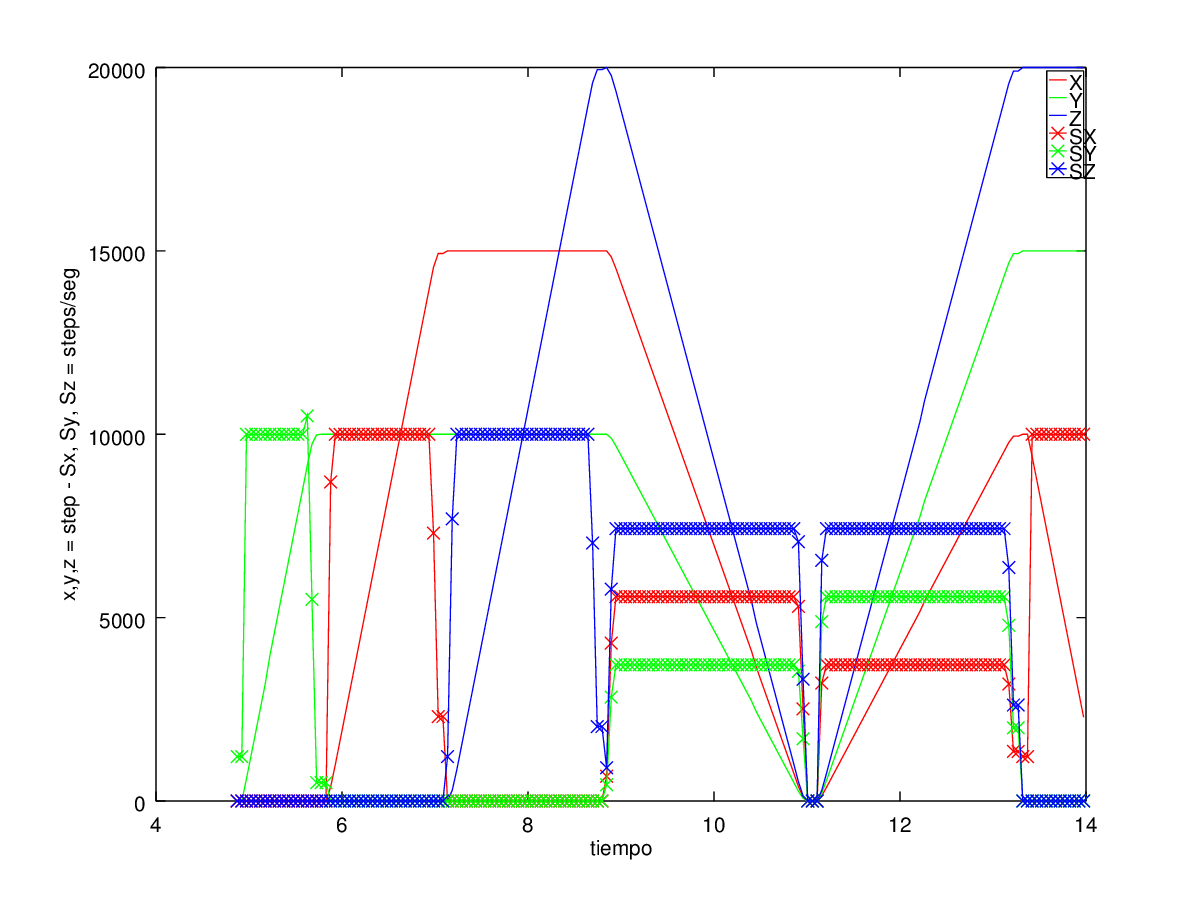 20000
15000
10000
5000
0
4
6
8
10
12
14
tiempo
x,y,z = step - Sx, Sy, Sz = steps/seg
X
Y
Z
SX
SY
SZ